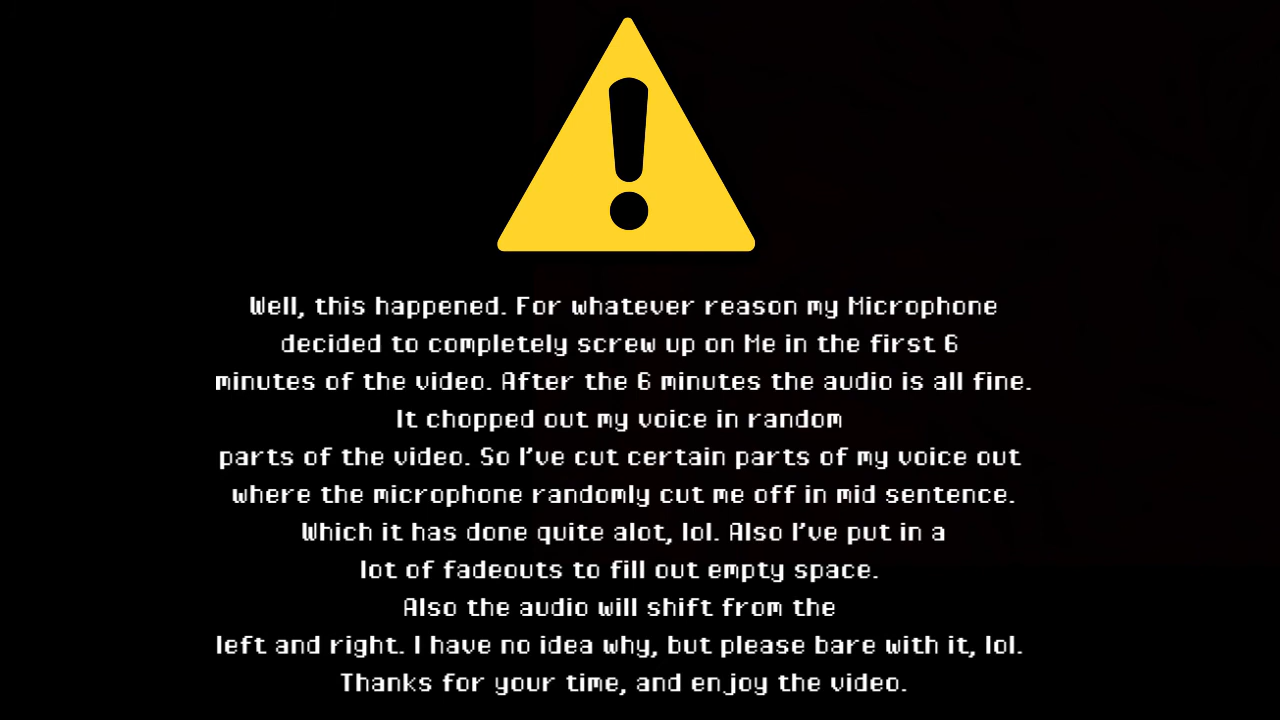 Well, this happened. For whatever reason my Microphone
decided to completely screw up on Me in the first 6
minutes of the video. After the 6 minutes the audio is all fine.
It chopped out my voice in random
parts of the video. So I've cut certain parts of my voice out
where the microphone randomly cut me off in mid sentence.
Which it has done quite alot, lol. Also I've put in a
lot of fadeouts to fill out empty space.
Also the audio will shift from the
left and right. I have no idea why, but please bare with it, lol.
Thanks for your time, and enjoy the video.